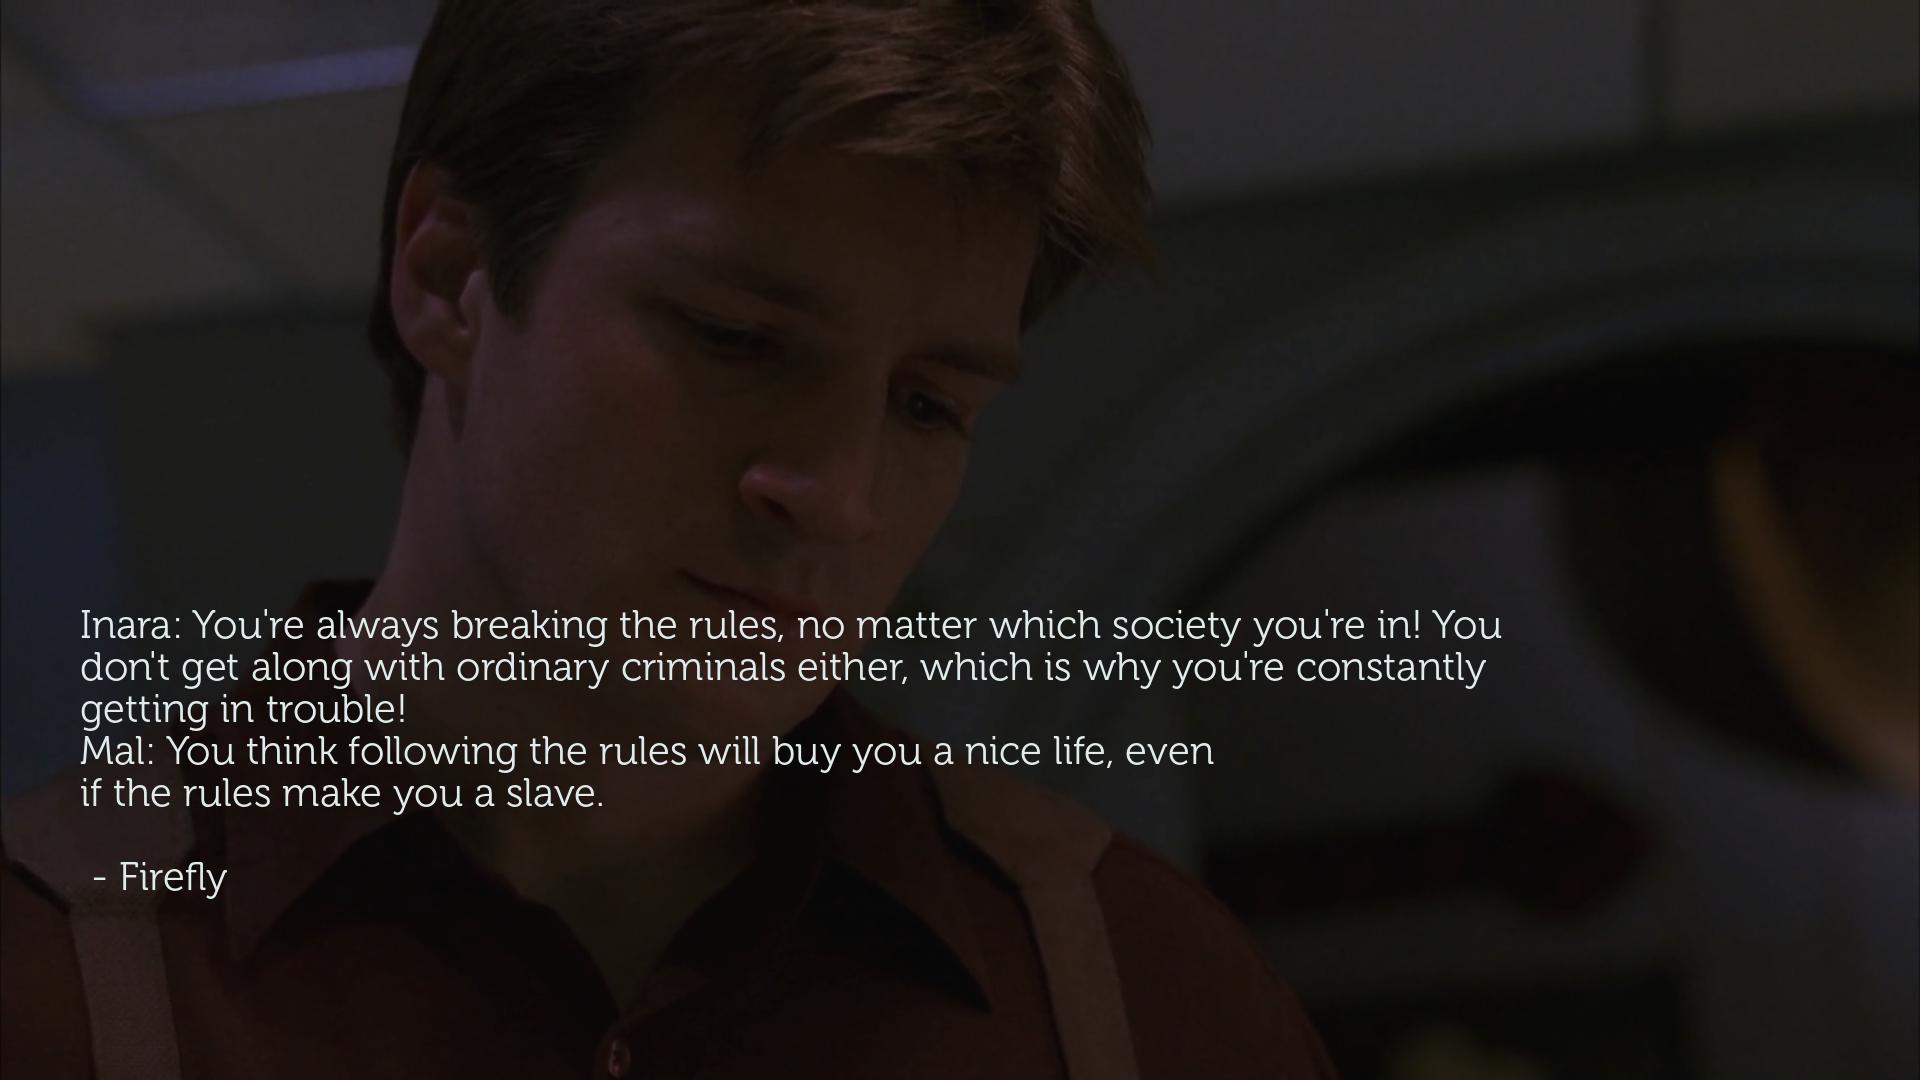 Inara: You're always breaking the rules, no matter which society you're in! You
don't get along with ordinary criminals either, which is why you're constantly
getting in trouble!
Mal: You think following the rules will buy you a nice life, even
if the rules make you a slave.
- Firefly